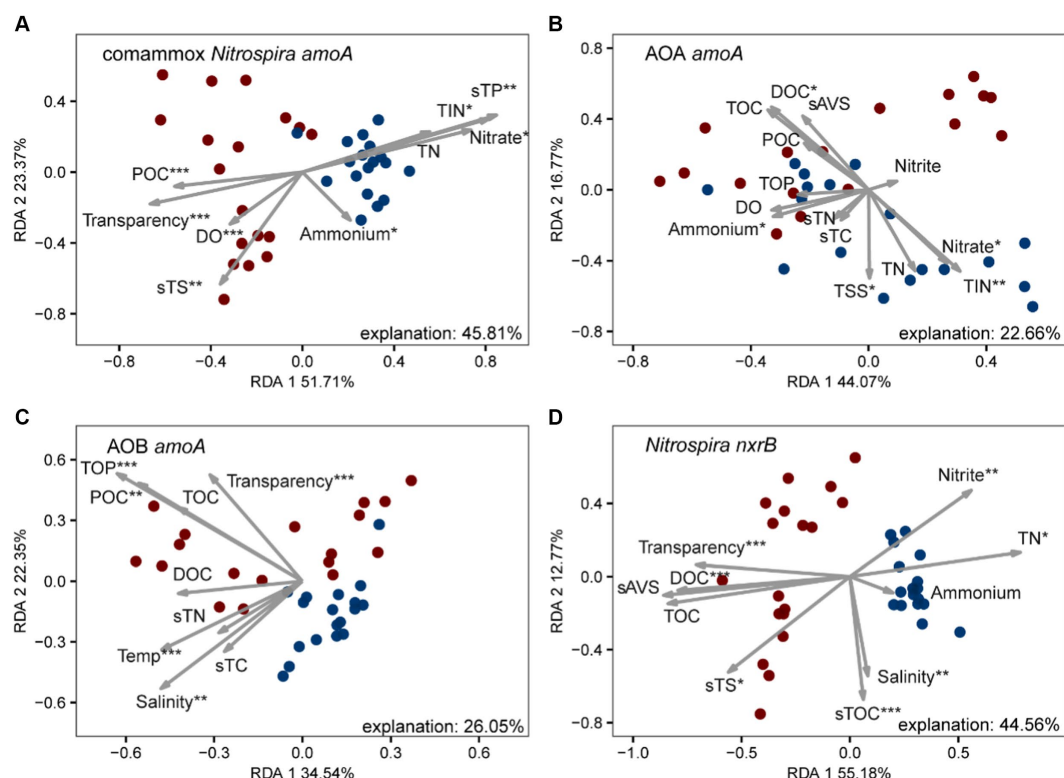 A
comammox Nitrospira amoA
sTP**
TIN*
Nitrate*
TN
POC***
Transparency***
DO***
Ammonium*
sTS**
explanation: 45.81%
0.4
0.0
−0.4
−0.8
−0.8
−0.4
0.0
0.4
0.8
RDA 1 51.71%
RDA 2 23.37%
B
AOA amoA
DOC*
TOC
sAVS
POC
Nitrite
TOP
DO
sTN
Ammonium*
sTC
Nitrate*
TN
TSS*
TIN**
explanation: 22.66%
0.8
0.4
0.0
−0.4
−0.8
−0.8
−0.4
0.0
0.4
RDA 1 44.07%
RDA 2 16.77%
C
AOB amoA
TOP***
Transparency***
POC**
TOC
DOC
sTN
Temp***
sTC
Salinity**
explanation: 26.05%
0.6
0.3
0.0
−0.3
−0.6
−0.6
−0.3
0.0
0.3
0.6
RDA 1 34.54%
RDA 2 22.35%
D
Nitrospira nxrB
Nitrite**
TN*
Transparency***
DOC***
sAVS
Ammonium
TOC
sTS*
Salinity**
sTOC***
explanation: 44.56%
0.4
0.0
−0.4
−0.8
−1.0
−0.5
0.0
0.5
RDA 1 55.18%
RDA 2 12.77%